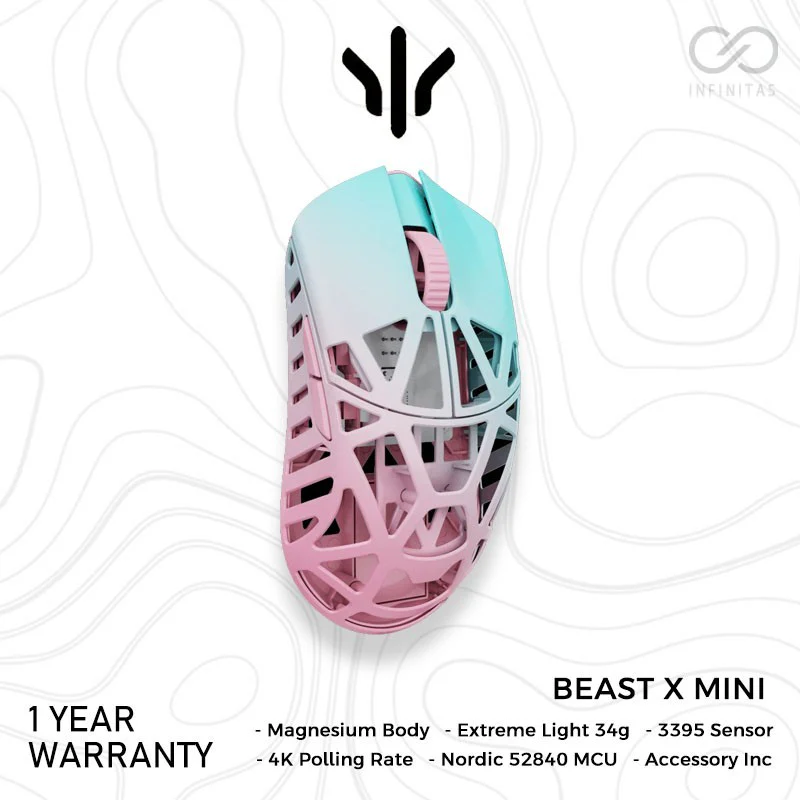 INFINITAS
BEAST X MINI
1 YEAR
WARRANTY
- Magnesium Body - Extreme Light 34g - 3395 Sensor
- 4K Polling Rate - Nordic 52840 MCU - Accessory Inc